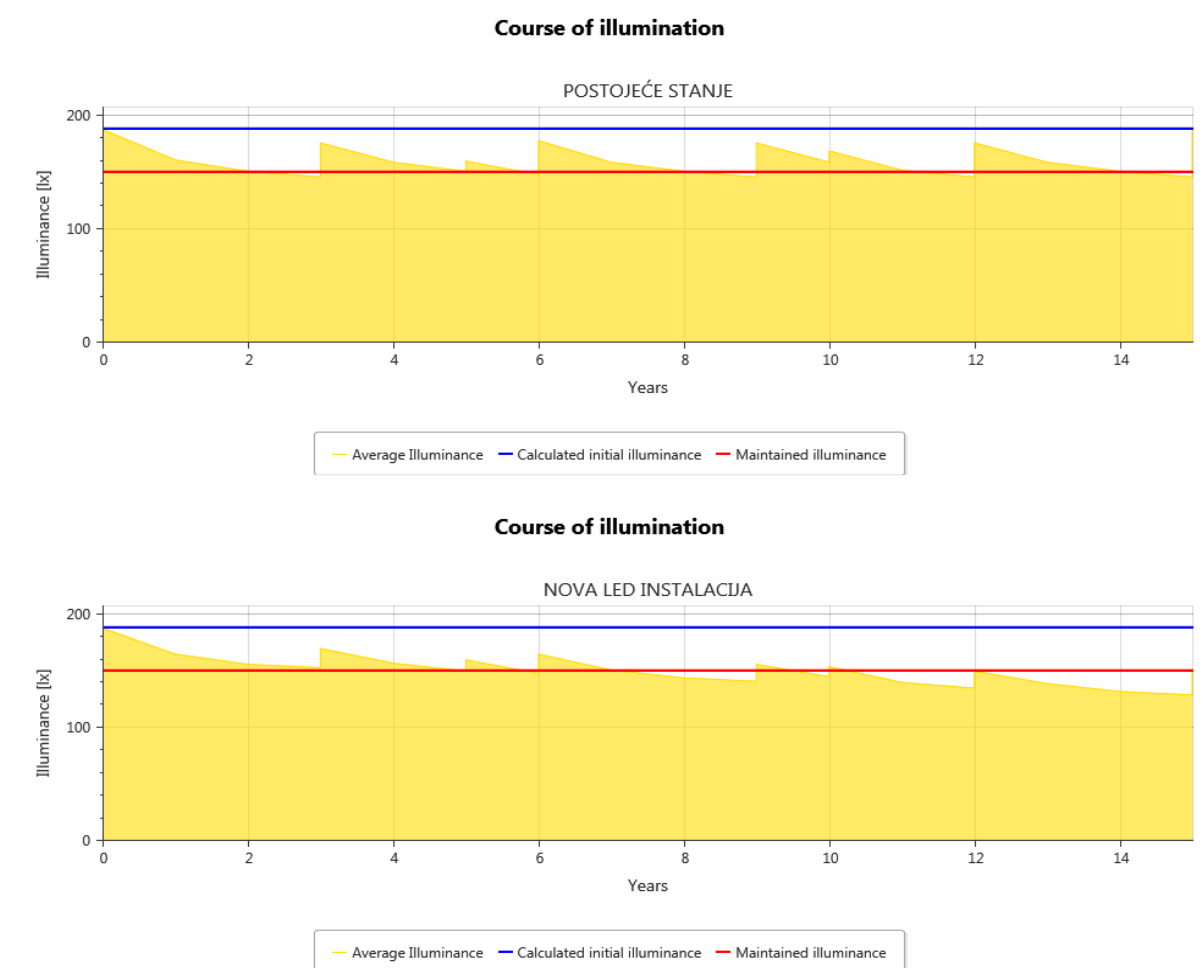 Course of illumination
POSTOJEĆE STANJE
Illuminance [lx]
200
100
0
0 2 4 6 8 10 12 14
Years
Average Illuminance Calculated initial illuminance Maintained illuminance
Course of illumination
NOVA LED INSTALACIJA
Illuminance [lx]
200
100
0
0 2 4 6 8 10 12 14
Years
Average Illuminance Calculated initial illuminance Maintained illuminance